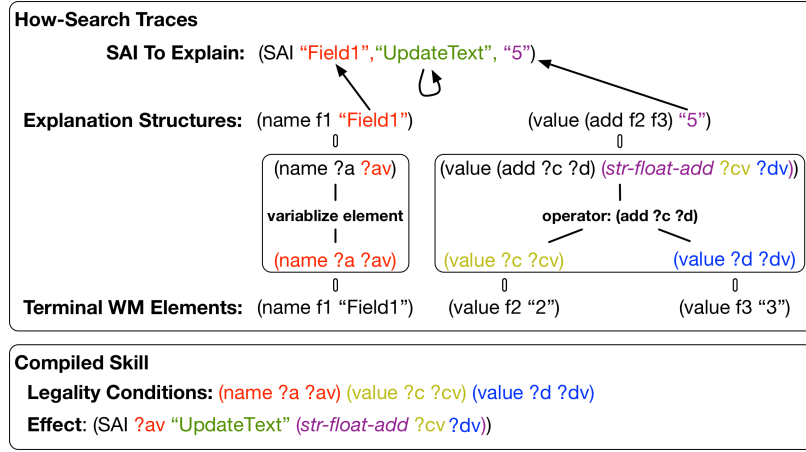 How-Search Traces
SAI To Explain: (SAI “Field1”,“UpdateText”, “5”)
Explanation Structures: (name f1 “Field1”) (value (add f2 f3) “5”)
(name ?a ?av) (value (add ?c ?d) (str-float-add ?cv ?dv))
variablize element operator: (add ?c ?d)
(name ?a ?av) (value ?c ?cv) (value ?d ?dv)
Terminal WM Elements: (name f1 “Field1”) (value f2 “2”) (value f3 “3”)
Compiled Skill
Legality Conditions: (name ?a ?av) (value ?c ?cv) (value ?d ?dv)
Effect: (SAI ?av “UpdateText” (str-float-add ?cv ?dv))